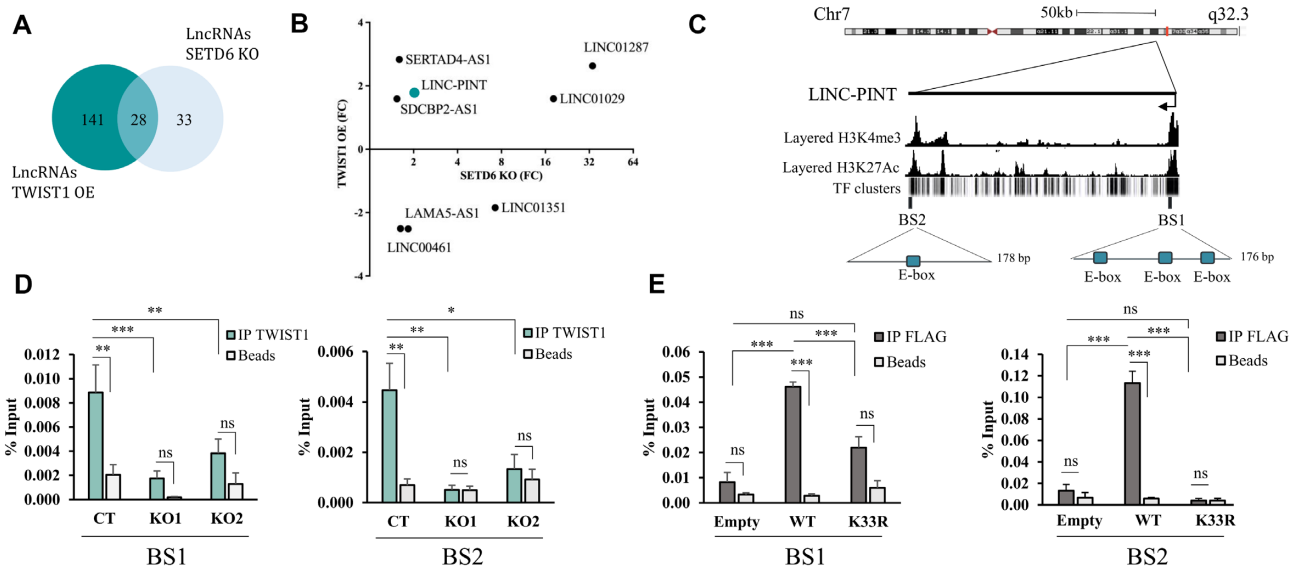 A
LncRNAs
SETD6 KO
141
28
33
LncRNAs
TWIST1 OE
B
TWIST1 OE (FC)
4
2
0
-2
-4
2
4
8
16
32
64
SETD6 KO (FC)
SERTAD4-AS1
LINC-PINT
SDCBP2-AS1
LINC01287
LINC01029
LAMA5-AS1
LINC01351
LINC00461
C
Chr7
50kb
q32.3
LINC-PINT
Layered H3K4me3
Layered H3K27Ac
TF clusters
BS2
BS1
178 bp
E-box
176 bp
E-box
E-box
E-box
D
**
***
**
IP TWIST1
Beads
% Input
0.012
0.010
0.008
0.006
0.004
0.002
0.000
ns
ns
CT
KO1
KO2
BS1
*
**
**
IP TWIST1
Beads
% Input
0.006
0.004
0.002
0.000
ns
ns
CT
KO1
KO2
BS2
E
ns
***
***
***
IP FLAG
Beads
% Input
0.06
0.05
0.04
0.03
0.02
0.01
0.00
ns
ns
Empty
WT
K33R
BS1
ns
***
***
***
IP FLAG
Beads
% Input
0.14
0.12
0.10
0.08
0.06
0.04
0.02
0.00
ns
ns
Empty
WT
K33R
BS2